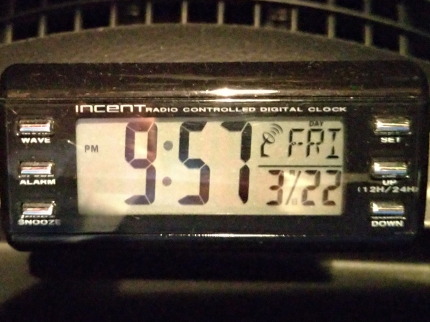 INCENT RADIO CONTROLLED DIGITAL CLOCK
WAVE
ALARM
SNOOZE
PM 9:57
DAY
FRI
3/22
SET
UP
(12H/24H)
DOWN